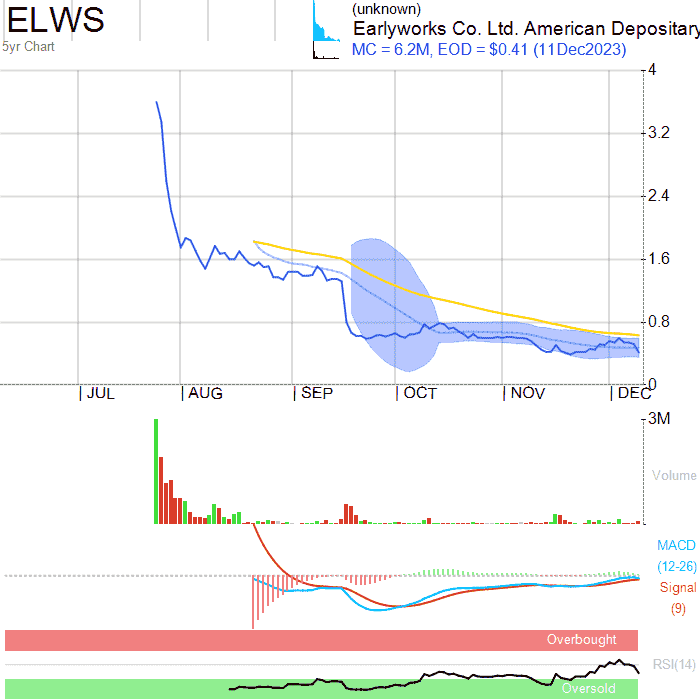 ELWS
(unknown)
Earlyworks Co. Ltd. American Depositary
5yr Chart
MC = 6.2M, EOD = $0.41 (11Dec2023)
4
3.2
2.4
1.6
0.8
0
JUL AUG SEP OCT NOV DEC
3M
Volume
MACD
(12-26)
Signal
(9)
Overbought
RSI(14)
Oversold